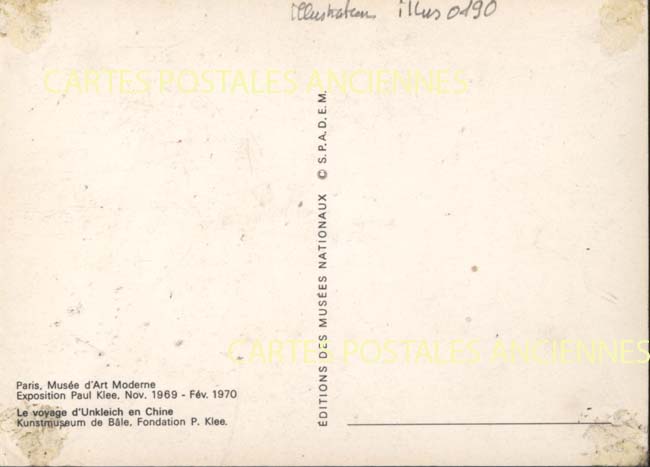 Illustrateurs illus 0190
CARTES POSTALES ANCIENNES
ÉDITIONS DES MUSÉES NATIONAUX © S.P.A.D.E.M.
CARTES POSTALES ANCIENNES
Paris, Musée d'Art Moderne
Exposition Paul Klee, Nov. 1969 - Fév. 1970
Le voyage d'Unkleich en Chine
Kunstmuseum de Bâle, Fondation P. Klee.